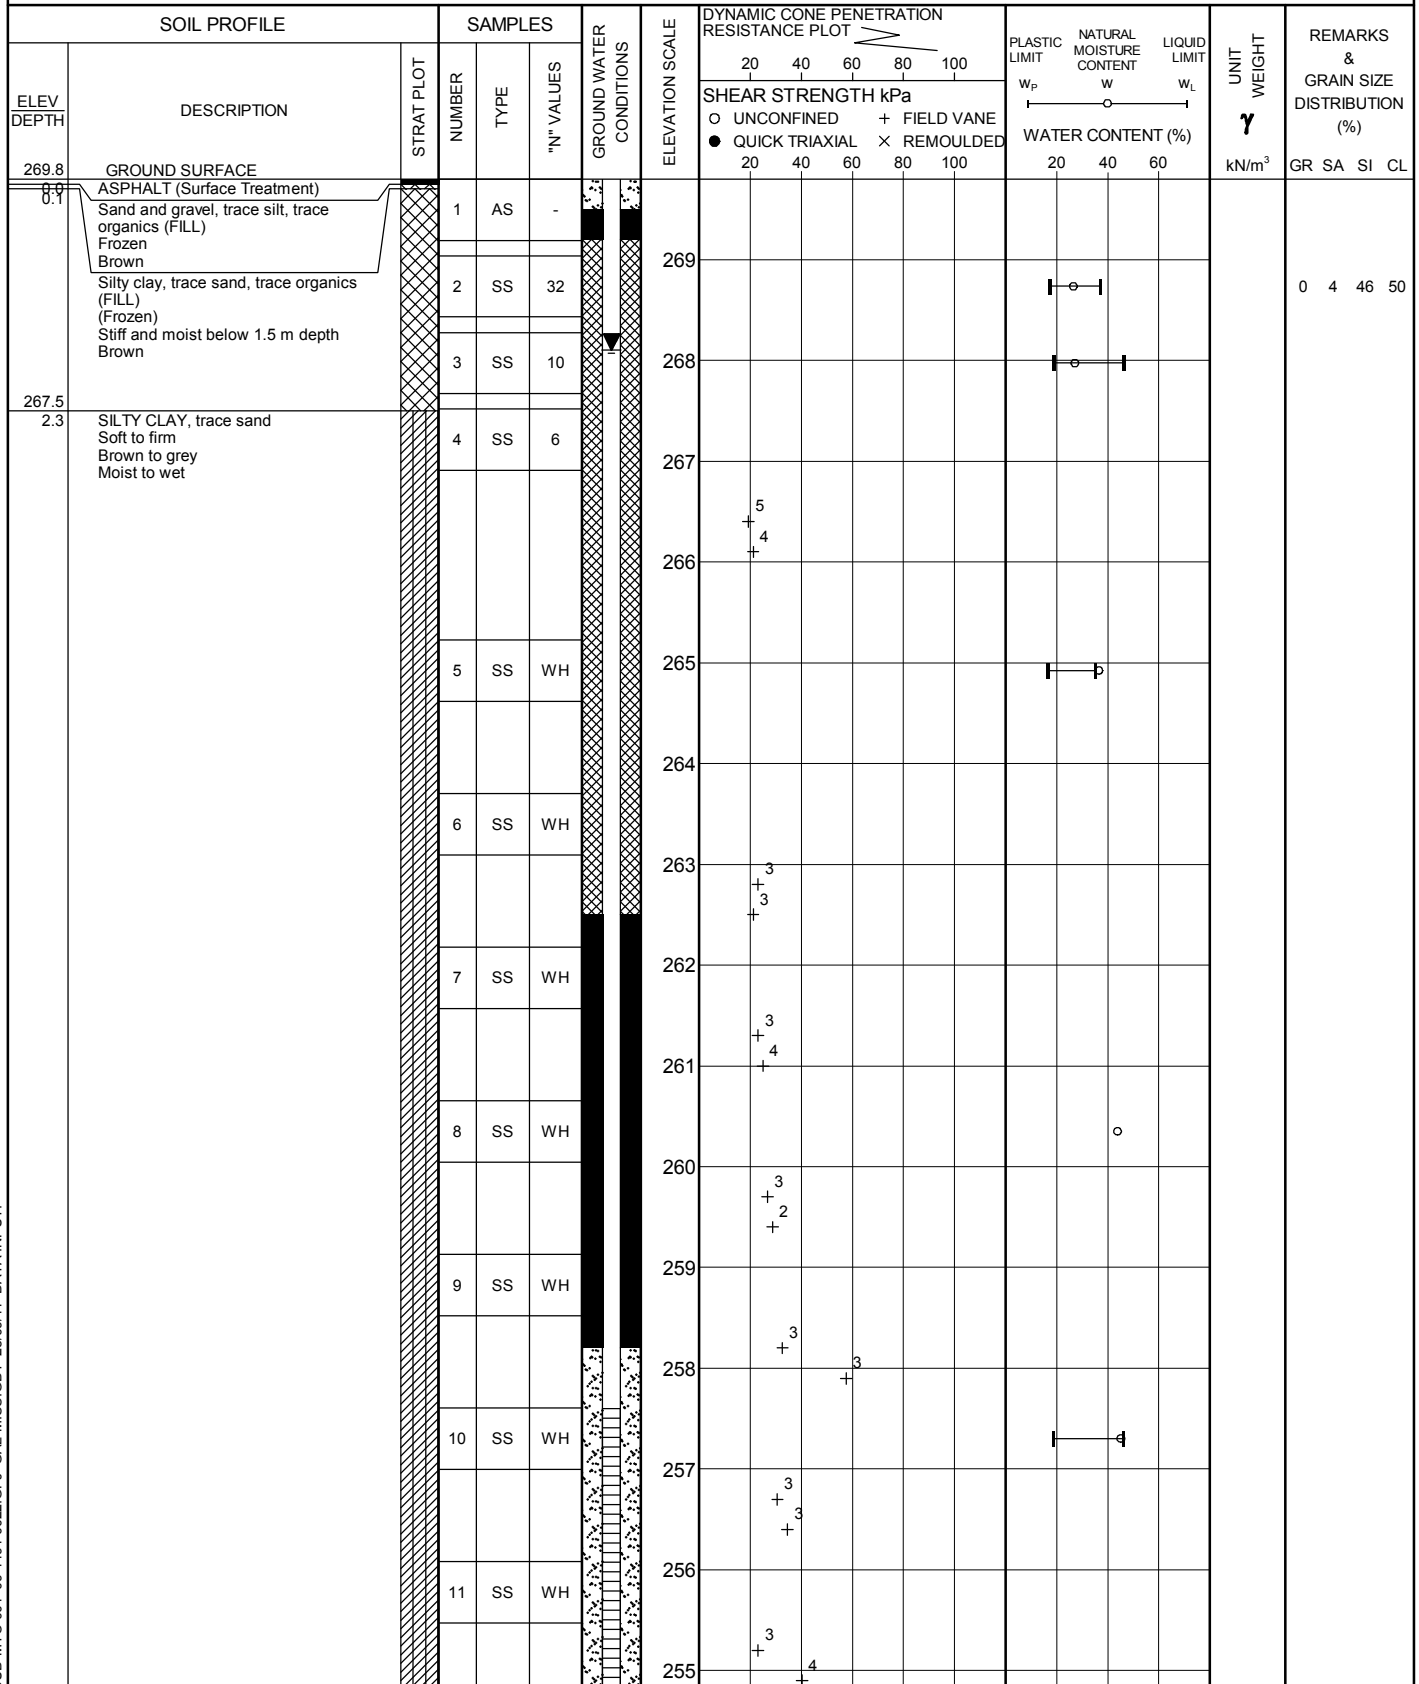 SOIL PROFILE
SAMPLES
GROUND WATER
CONDITIONS
ELEVATION SCALE
DYNAMIC CONE PENETRATION
RESISTANCE PLOT
20 40 60 80 100
SHEAR STRENGTH kPa
UNCONFINED + FIELD VANE
QUICK TRIAXIAL × REMOULDED
20 40 60 80 100
PLASTIC
LIMIT
NATURAL
MOISTURE
CONTENT
LIQUID
LIMIT
WP W WL
WATER CONTENT (%)
20 40 60
UNIT
WEIGHT
γ
kN/m3
REMARKS
&
GRAIN SIZE
DISTRIBUTION
(%)
GR SA SI CL
ELEV
DEPTH
DESCRIPTION
STRAT PLOT
NUMBER
TYPE
"N" VALUES
269.8 GROUND SURFACE
0.0 ASPHALT (Surface Treatment)
0.1
Sand and gravel, trace silt, trace
organics (FILL)
Frozen
Brown
Silty clay, trace sand, trace organics
(FILL)
(Frozen)
Stiff and moist below 1.5 m depth
Brown
267.5
2.3 SILTY CLAY, trace sand
Soft to firm
Brown to grey
Moist to wet
1 AS -
269
2 SS 32
0 4 46 50
3 SS 10
268
4 SS 6
267
5
4
266
5 SS WH
265
264
6 SS WH
263
3
3
7 SS WH
262
3
4
261
8 SS WH
260
3
2
259
9 SS WH
3
3
258
10 SS WH
257
3
3
256
11 SS WH
3
4
255